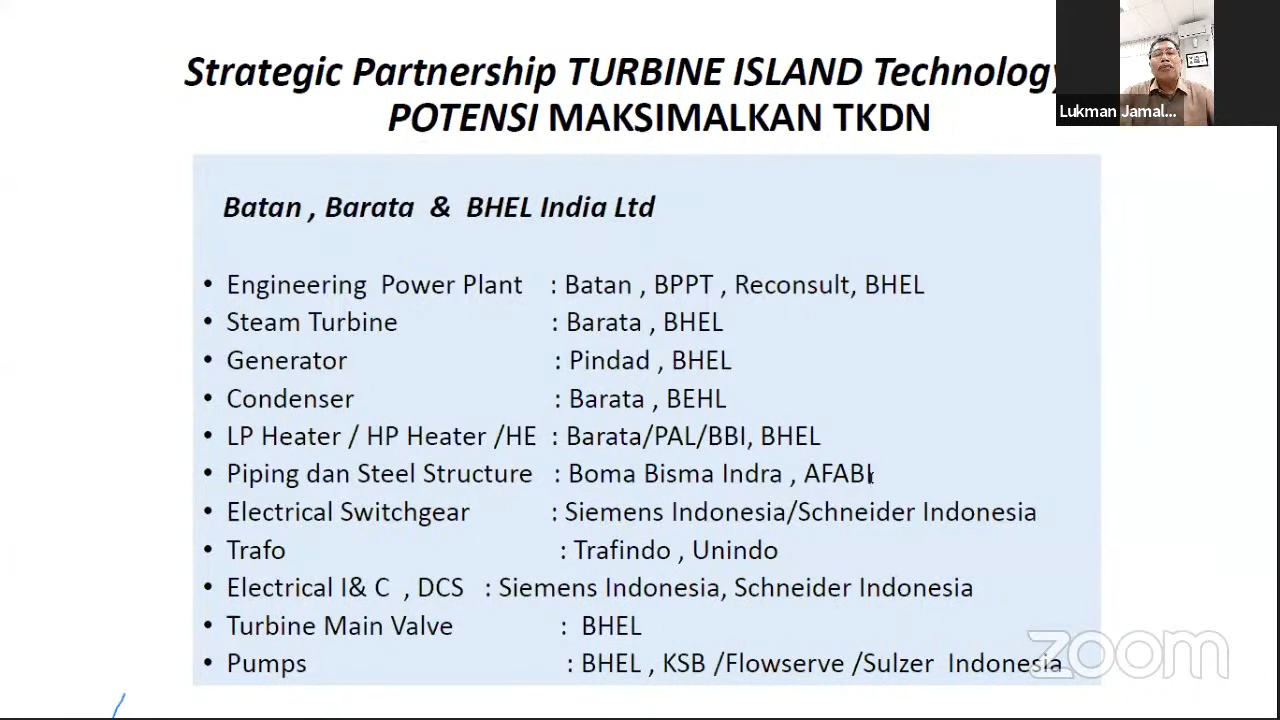 Strategic Partnership TURBINE ISLAND Technology
POTENSI MAKSIMALKAN TKDN
Lukman Jamal...
Batan , Barata & BHEL India Ltd
• Engineering Power Plant : Batan , BPPT , Reconsult, BHEL
• Steam Turbine : Barata , BHEL
• Generator : Pindad , BHEL
• Condenser : Barata , BEHL
• LP Heater / HP Heater /HE : Barata/PAL/BBI, BHEL
• Piping dan Steel Structure : Boma Bisma Indra , AFABI
• Electrical Switchgear : Siemens Indonesia/Schneider Indonesia
• Trafo : Trafindo , Unindo
• Electrical I& C , DCS : Siemens Indonesia, Schneider Indonesia
• Turbine Main Valve : BHEL
• Pumps : BHEL , KSB /Flowserve /Sulzer Indonesia
zoom